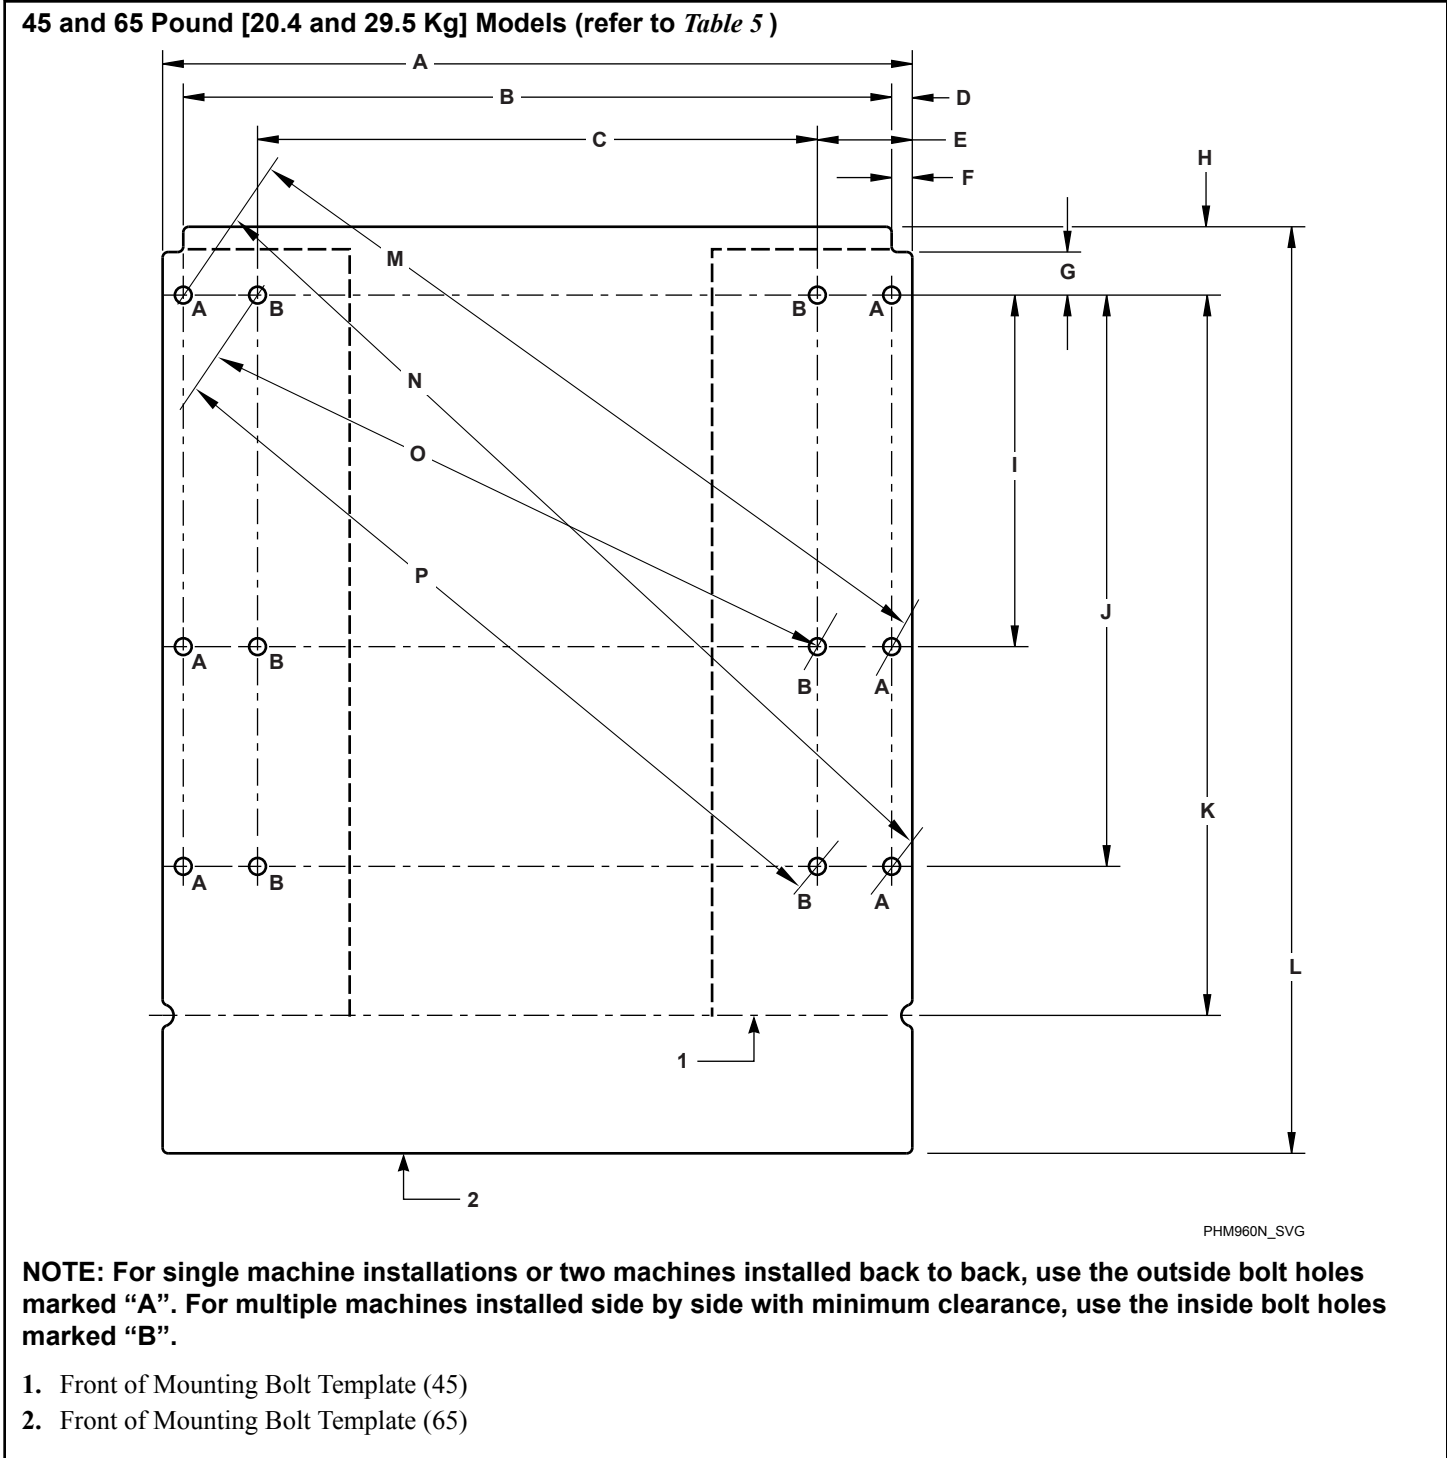 45 and 65 Pound [20.4 and 29.5 Kg] Models (refer to Table 5 )
A
B
D
C
E
F
H
G
M
A
B
B
A
N
O
I
P
J
A
B
B
A
K
A
B
B
A
L
1
2
PHM960N_SVG
NOTE: For single machine installations or two machines installed back to back, use the outside bolt holes
marked “A”. For multiple machines installed side by side with minimum clearance, use the inside bolt holes
marked “B”.
1. Front of Mounting Bolt Template (45)
2. Front of Mounting Bolt Template (65)